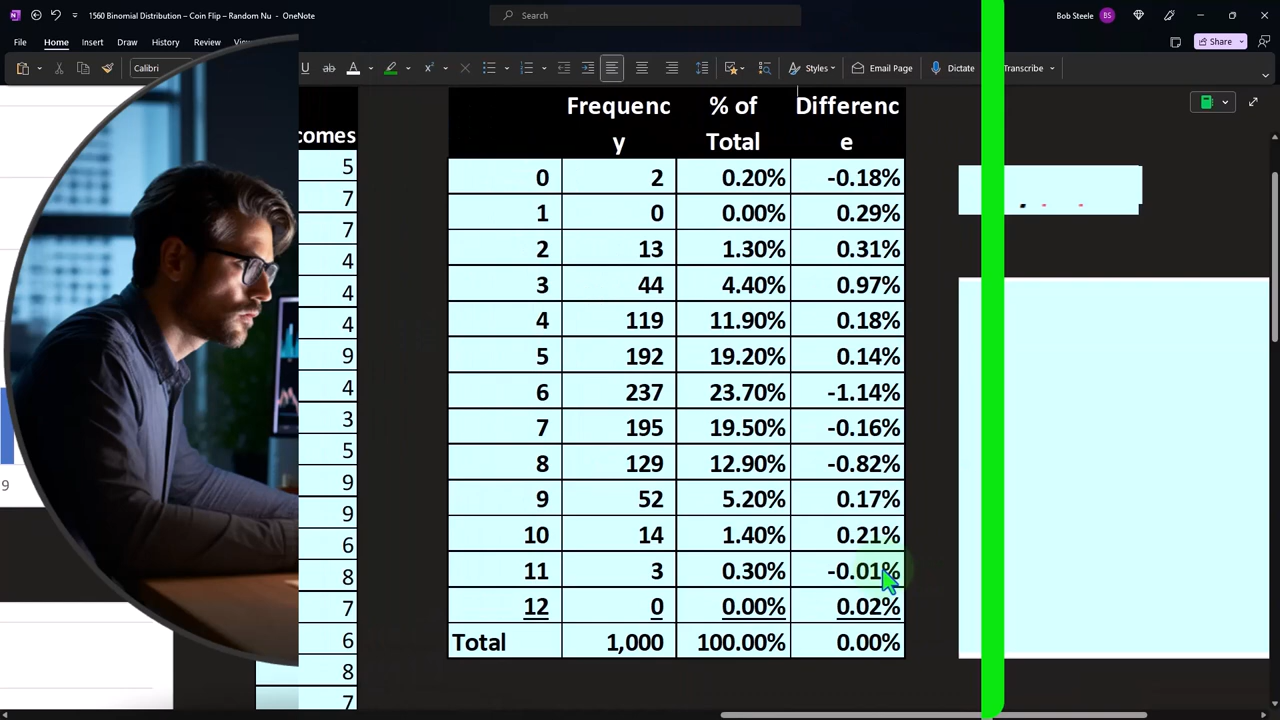 1560 Binomial Distribution – Coin Flip – Random Nu - OneNote
Search
Bob Steele BS
File Home Insert Draw History Review
Share
Calibri
Styles
Email Page
Dictate
Transcribe
comes
5
7
7
4
4
4
9
4
3
5
9
9
6
8
7
6
8
7
9
Frequenc % of Differenc
y Total e
0 2 0.20% -0.18%
1 0 0.00% 0.29%
2 13 1.30% 0.31%
3 44 4.40% 0.97%
4 119 11.90% 0.18%
5 192 19.20% 0.14%
6 237 23.70% -1.14%
7 195 19.50% -0.16%
8 129 12.90% -0.82%
9 52 5.20% 0.17%
10 14 1.40% 0.21%
11 3 0.30% -0.01%
12 0 0.00% 0.02%
Total 1,000 100.00% 0.00%